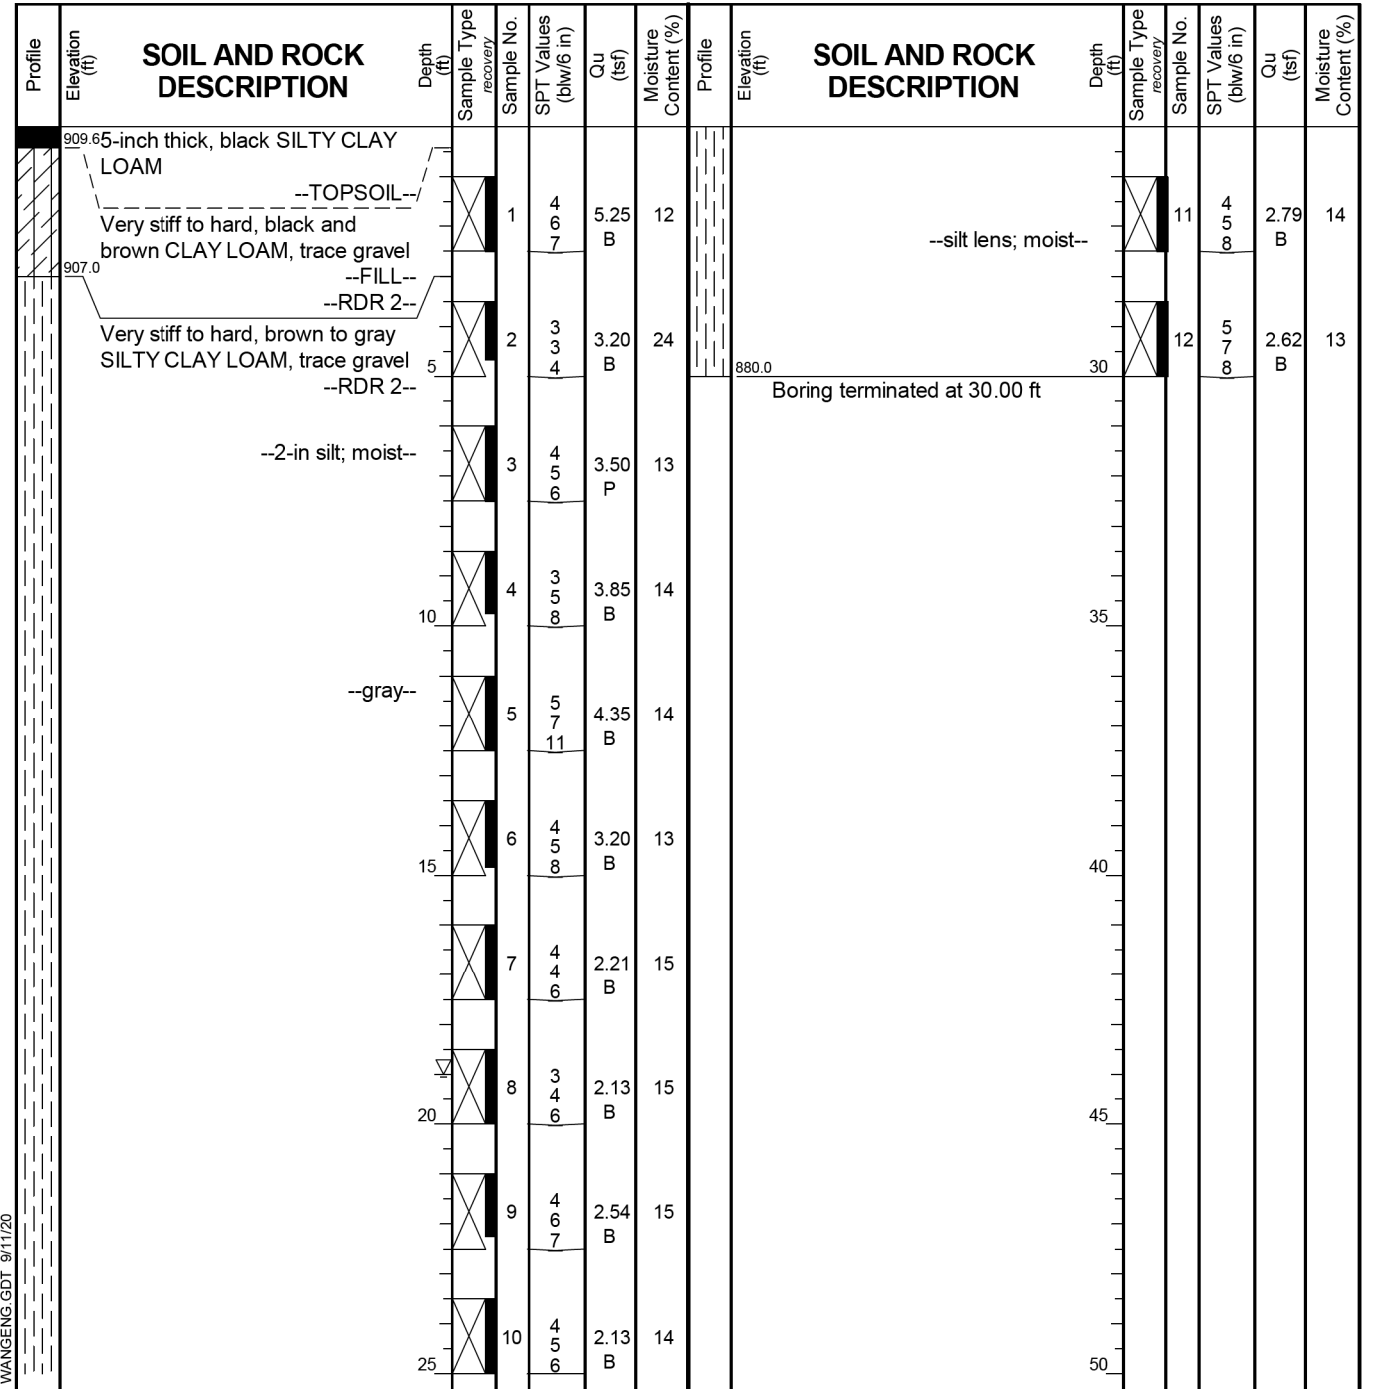 Profile
Elevation
(ft)
SOIL AND ROCK
DESCRIPTION
Depth
(ft)
Sample Type
recovery
Sample No.
SPT Values
(blw/6 in)
Qu
(tsf)
Moisture
Content (%)
909.6 5-inch thick, black SILTY CLAY
LOAM
--TOPSOIL--
Very stiff to hard, black and
brown CLAY LOAM, trace gravel
--FILL--
--RDR 2--
907.0
Very stiff to hard, brown to gray
SILTY CLAY LOAM, trace gravel
--RDR 2--
--2-in silt; moist--
--gray--
5
10
15
20
25
1
4
6
7
5.25
B
12
2
3
3
4
3.20
B
24
3
4
5
6
3.50
P
13
4
3
5
8
3.85
B
14
5
5
7
11
4.35
B
14
6
4
5
8
3.20
B
13
7
4
4
6
2.21
B
15
8
3
4
6
2.13
B
15
9
4
6
7
2.54
B
15
10
4
5
6
2.13
B
14
Profile
Elevation
(ft)
SOIL AND ROCK
DESCRIPTION
Depth
(ft)
Sample Type
recovery
Sample No.
SPT Values
(blw/6 in)
Qu
(tsf)
Moisture
Content (%)
--silt lens; moist--
11
4
5
8
2.79
B
14
12
5
7
8
2.62
B
13
880.0
30
Boring terminated at 30.00 ft
35
40
45
50
WANGENG.GDT 9/11/20